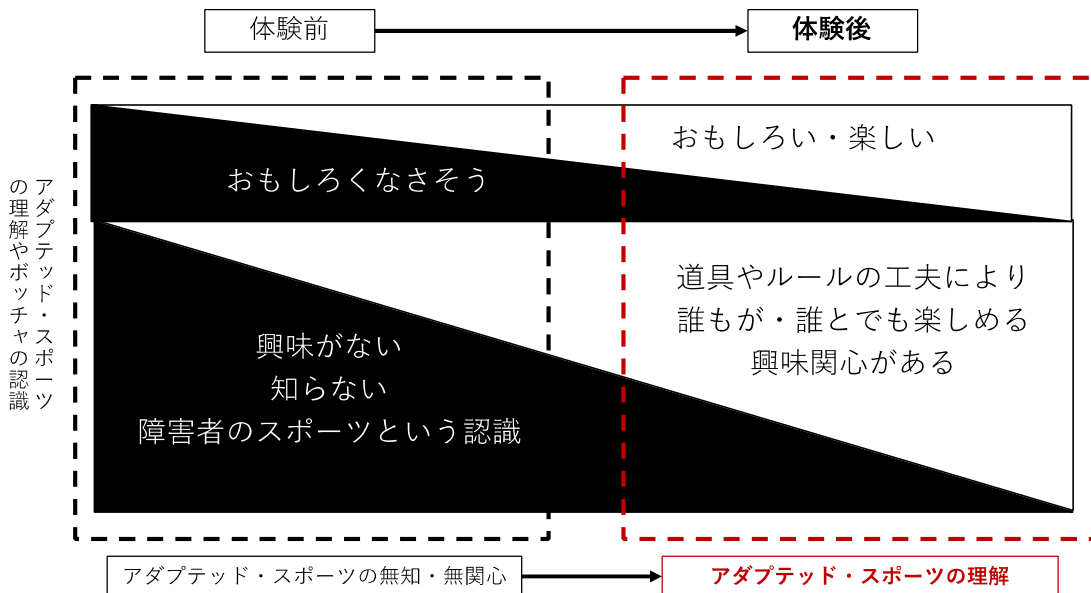 体験前
体験後
アダプテッド・スポーツ
の理解やボッチャの認識
おもしろくなさそう
おもしろい・楽しい
興味がない
知らない
障害者のスポーツという認識
道具やルールの工夫により
誰もが・誰とでも楽しめる
興味関心がある
アダプテッド・スポーツの無知・無関心
アダプテッド・スポーツの理解